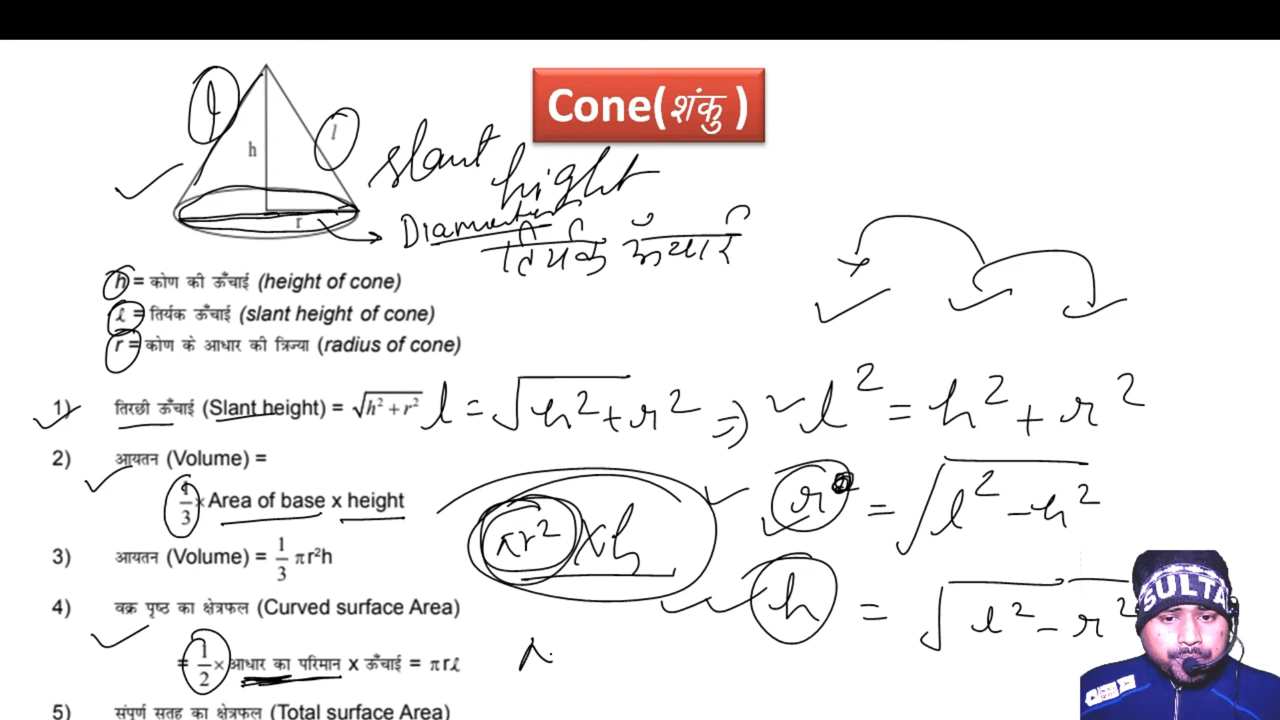 Cone(शंकु)
l
h
l
r
slant
hight
Diamenter
तिर्यक ऊँचाई
h = कोण की ऊँचाई (height of cone)
l = तिर्यक ऊँचाई (slant height of cone)
r = कोण के आधार की त्रिज्या (radius of cone)
1) तिरछी ऊँचाई (Slant height) = √h² + r² l = √h² + r² ⇒ l² = h² + r²
2) आयतन (Volume) =
1/3 × Area of base x height
πr² × h
r = √l² - h²
3) आयतन (Volume) = 1/3 πr²h
h = √l² - r²
4) वक्र पृष्ठ का क्षेत्रफल (Curved surface Area)
= 1/2 × आधार का परिमान x ऊँचाई = πrl
5) संपूर्ण सतह का क्षेत्रफल (Total surface Area)
SULTA